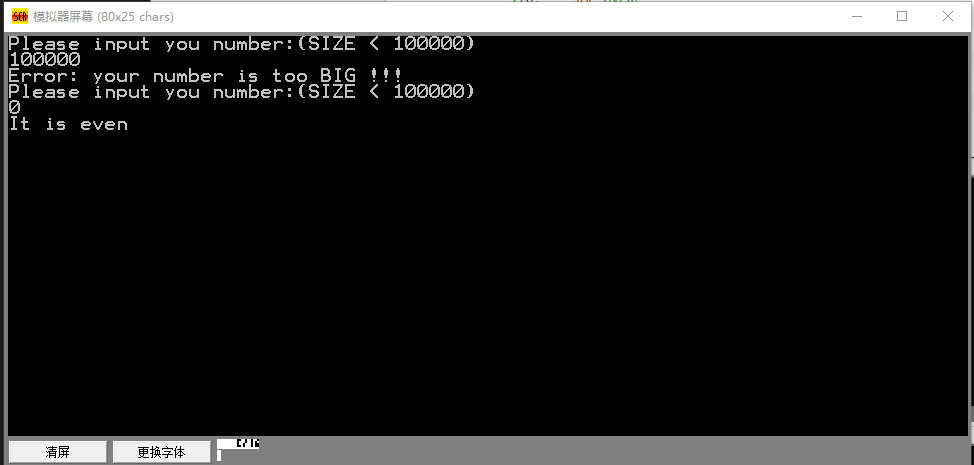 模拟器屏幕 (80x25 chars)
Please input you number:(SIZE < 100000)
100000
Error: your number is too BIG !!!
Please input you number:(SIZE < 100000)
0
It is even
清屏
更换字体